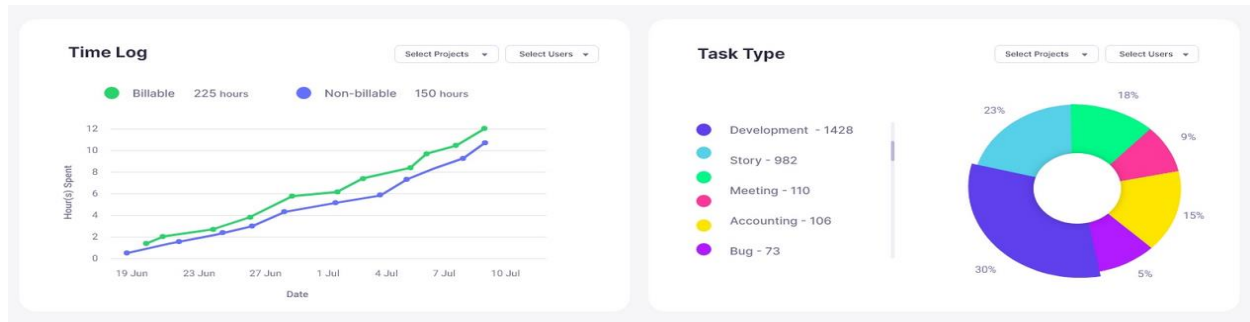 Time Log
Select Projects
Select Users
Billable 225 hours
Non-billable 150 hours
12
10
8
6
4
2
0
Hour(s) Spent
19 Jun 23 Jun 27 Jun 1 Jul 4 Jul 7 Jul 10 Jul
Date
Task Type
Select Projects
Select Users
Development - 1428
Story - 982
Meeting - 110
Accounting - 106
Bug - 73
18%
23%
9%
15%
30%
5%